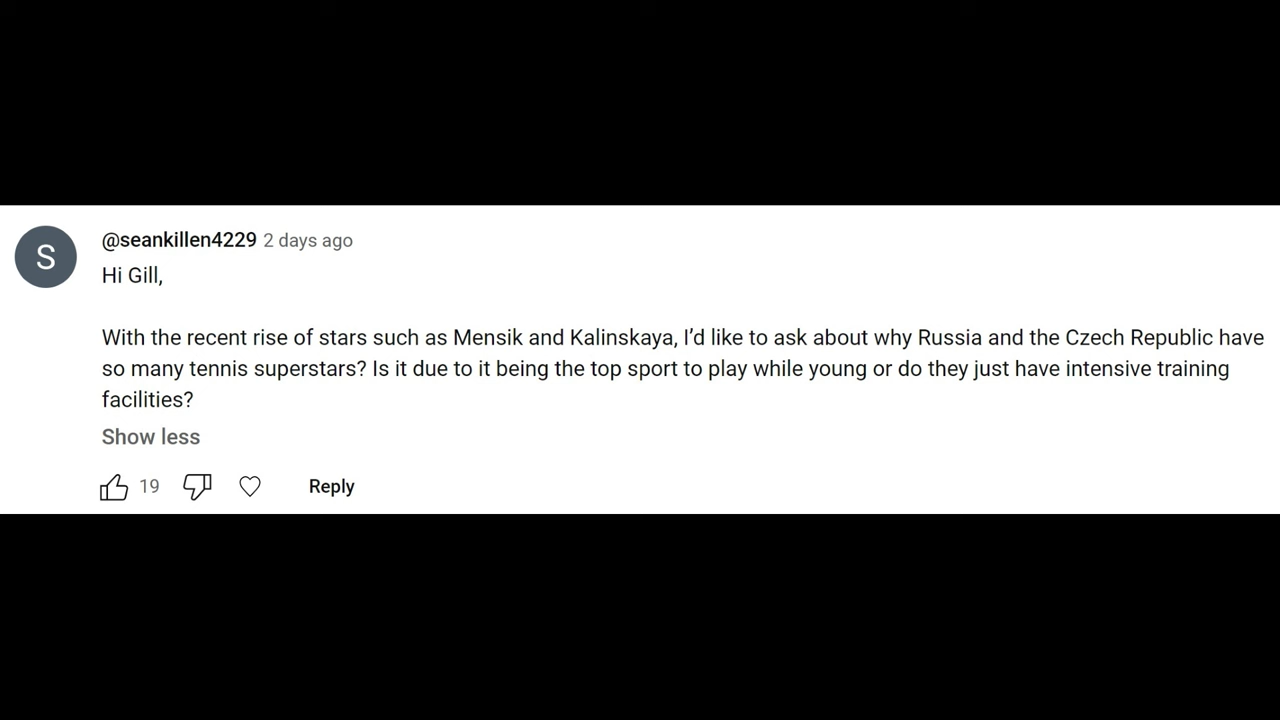 S
@seankillen4229 2 days ago
Hi Gill,
With the recent rise of stars such as Mensik and Kalinskaya, I’d like to ask about why Russia and the Czech Republic have
so many tennis superstars? Is it due to it being the top sport to play while young or do they just have intensive training
facilities?
Show less
19 Reply